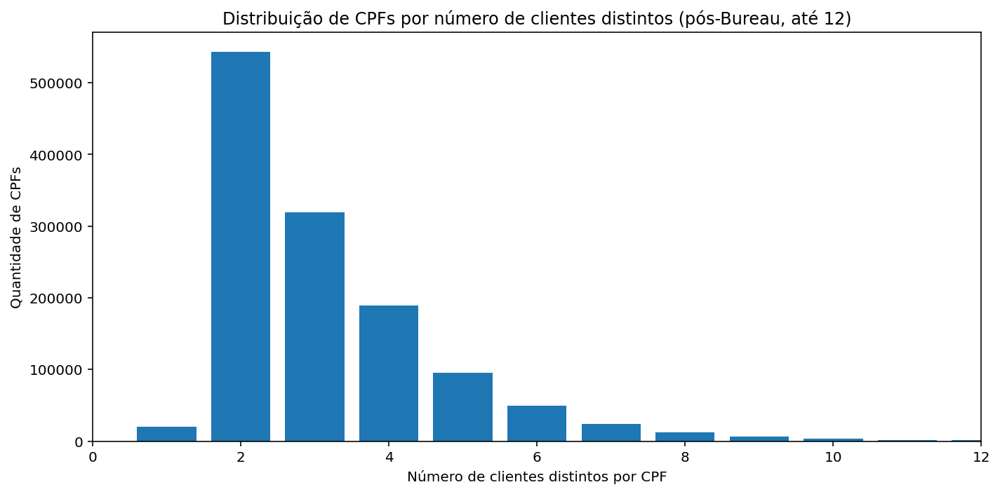 Distribuição de CPFs por número de clientes distintos (pós-Bureau, até 12)
Quantidade de CPFs
500000
400000
300000
200000
100000
0
0 2 4 6 8 10 12
Número de clientes distintos por CPF